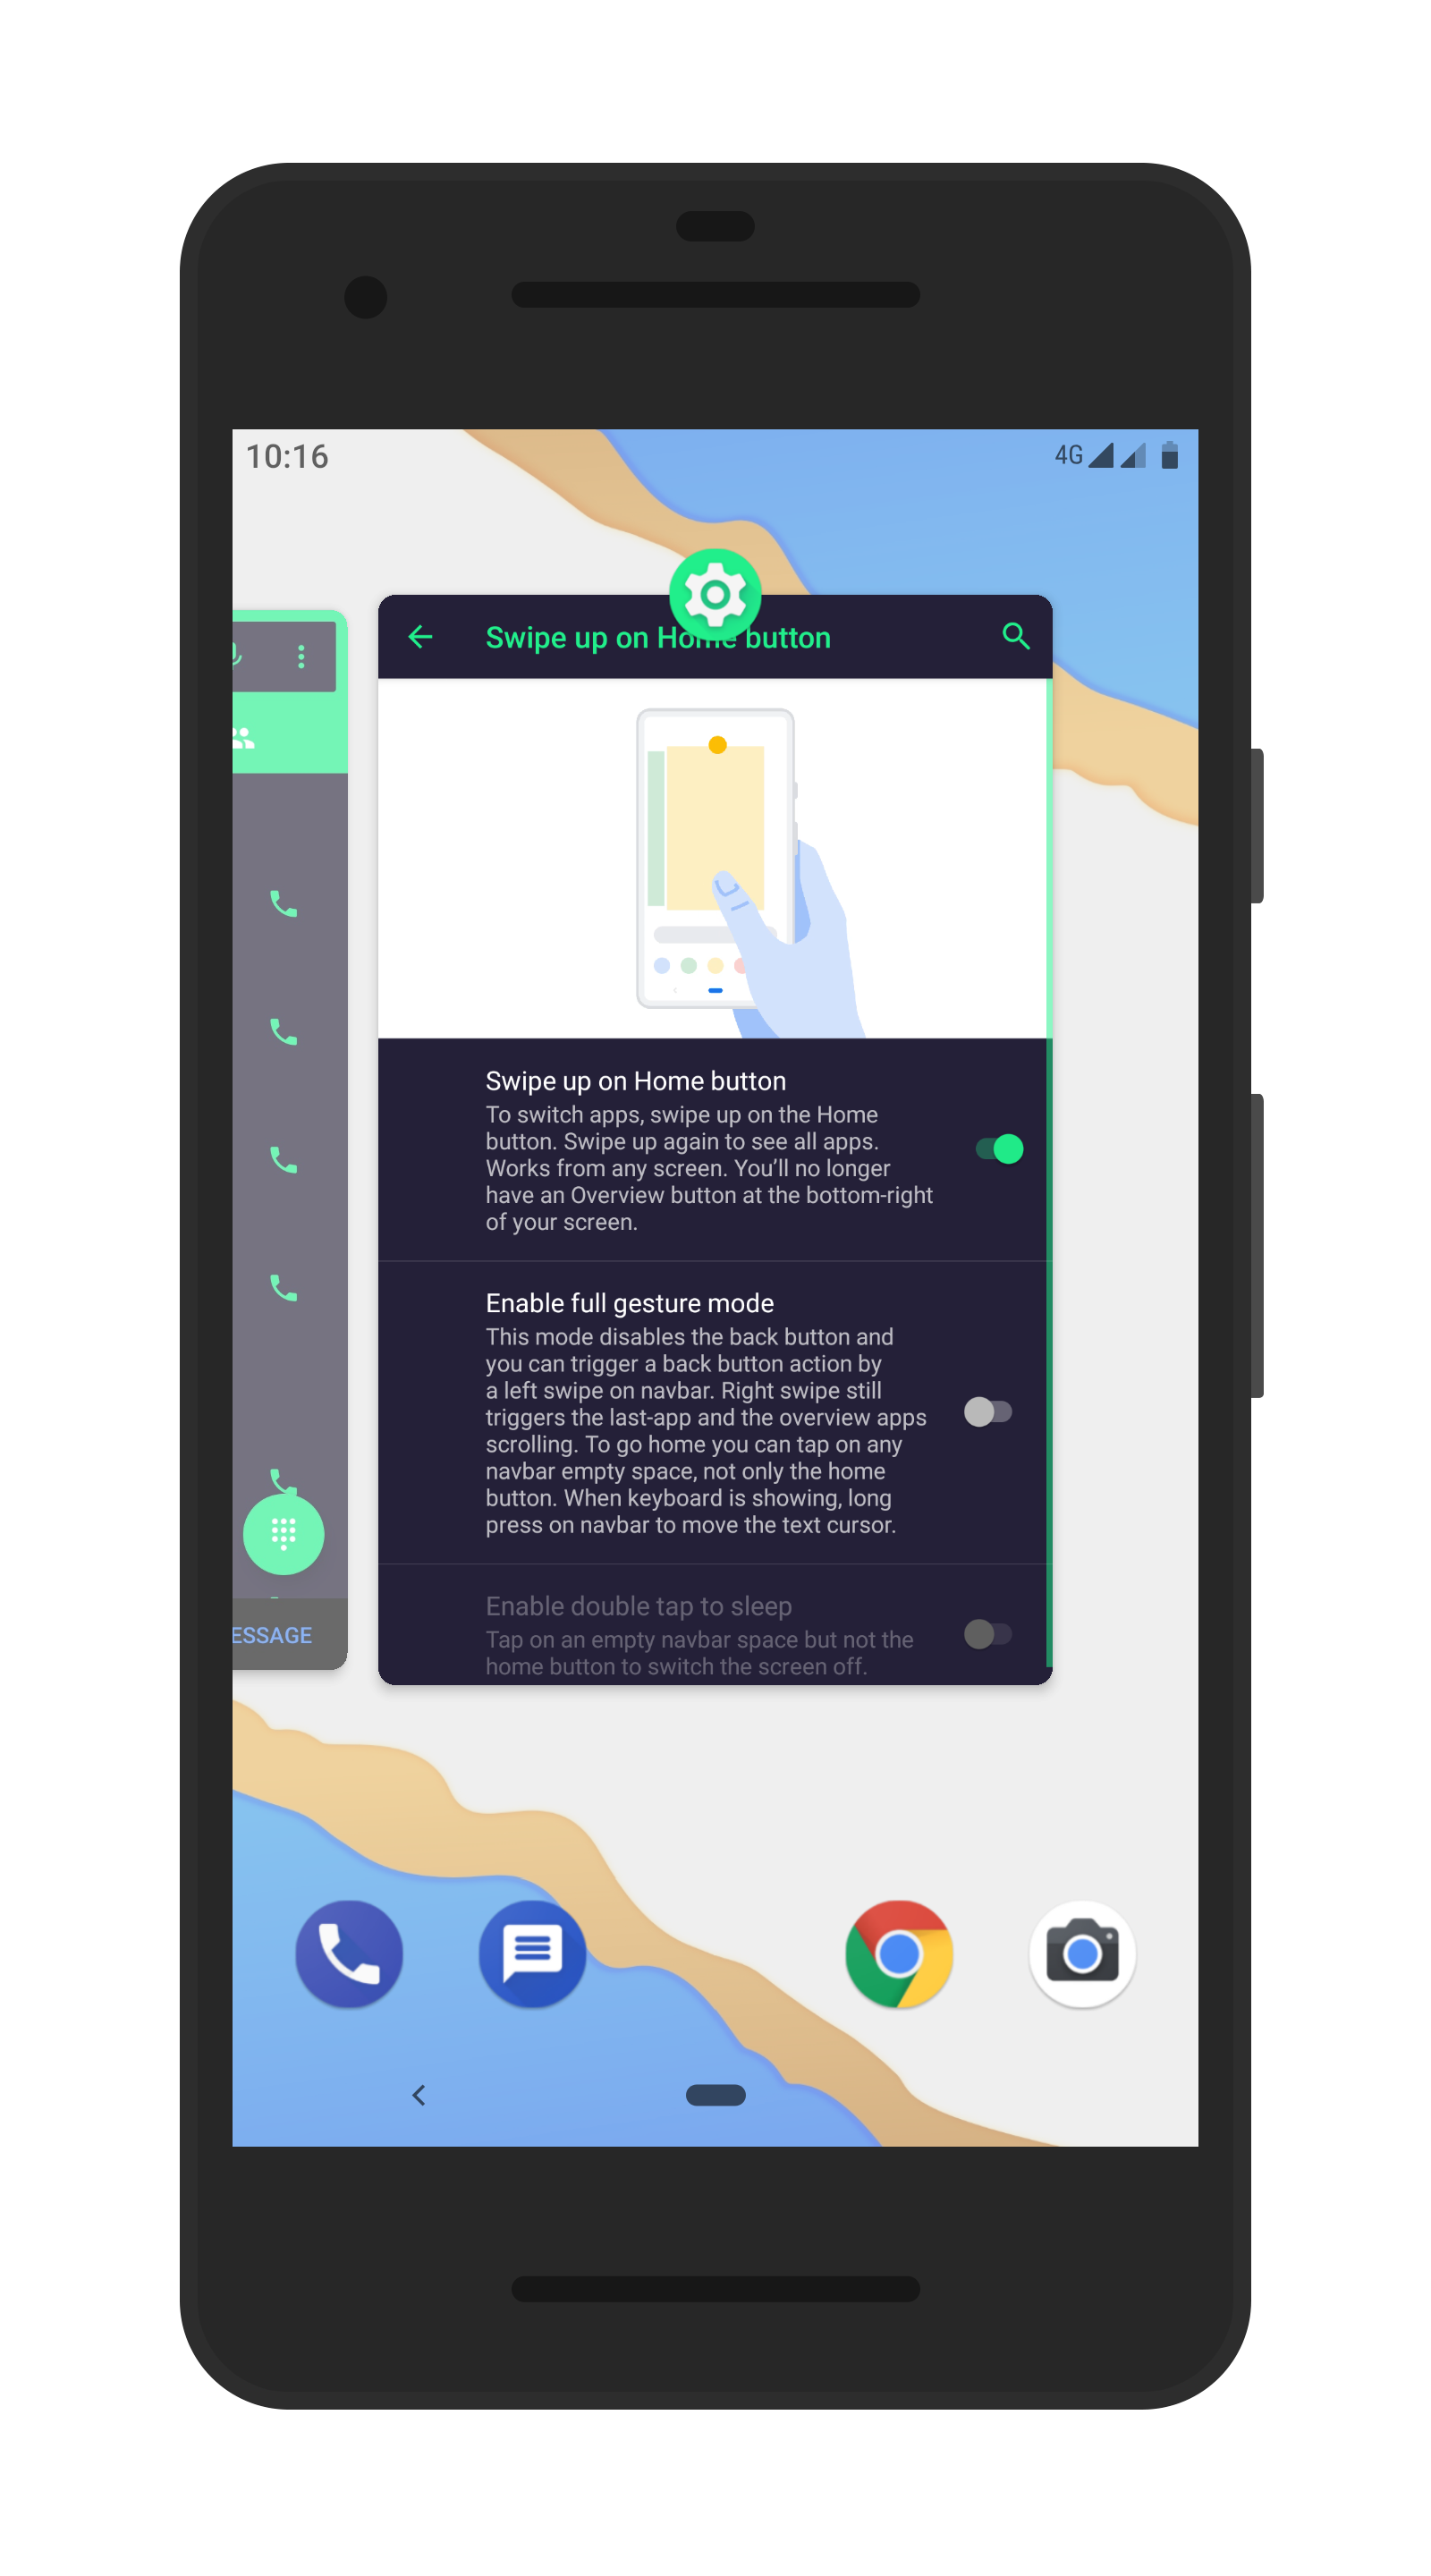 10:16
4G
Swipe up on Home button
Swipe up on Home button
To switch apps, swipe up on the Home
button. Swipe up again to see all apps.
Works from any screen. You’ll no longer
have an Overview button at the bottom-right
of your screen.
Enable full gesture mode
This mode disables the back button and
you can trigger a back button action by
a left swipe on navbar. Right swipe still
triggers the last-app and the overview apps
scrolling. To go home you can tap on any
navbar empty space, not only the home
button. When keyboard is showing, long
press on navbar to move the text cursor.
Enable double tap to sleep
Tap on an empty navbar space but not the
home button to switch the screen off.
ESSAGE